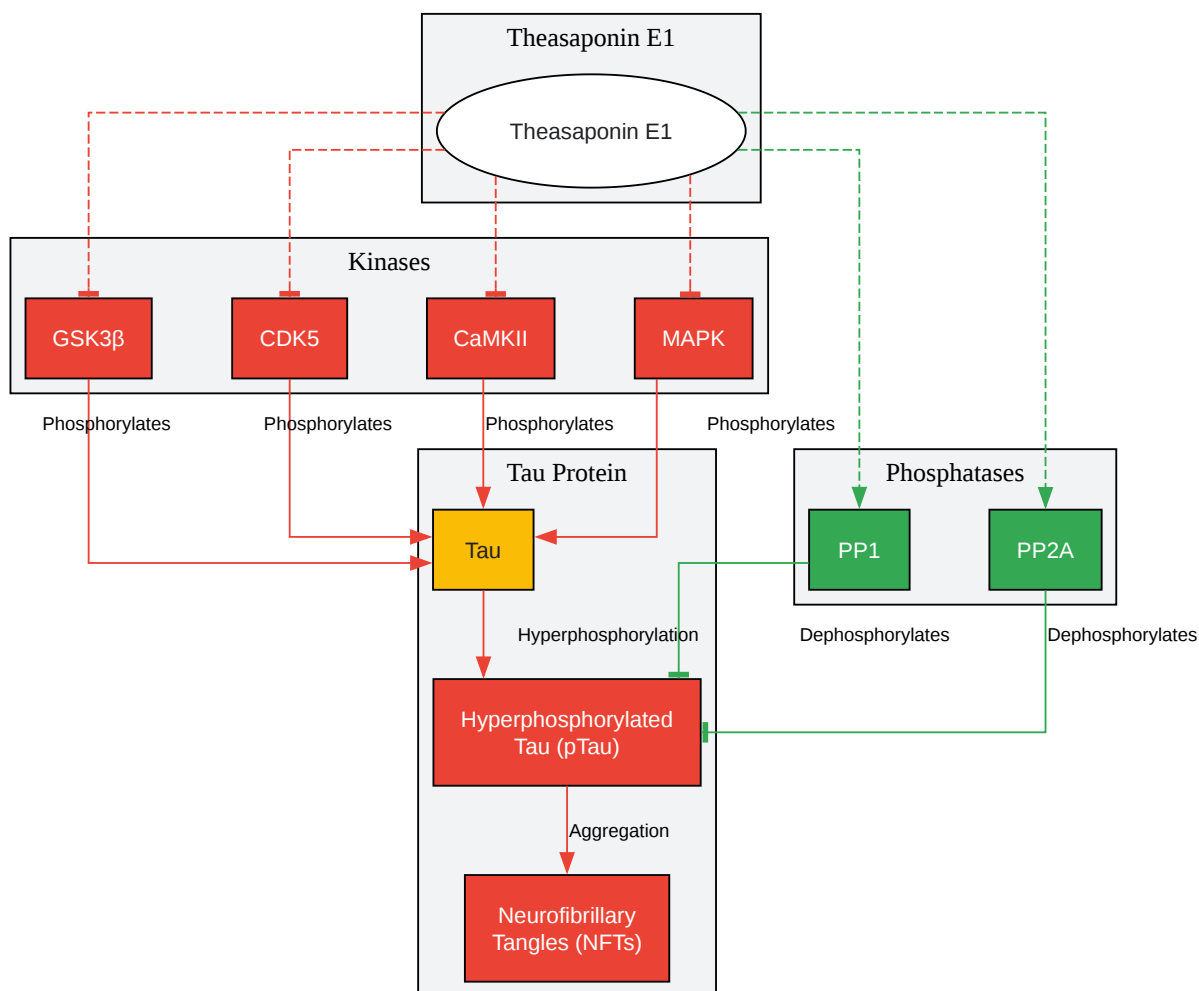 Theasaponin E1
Theasaponin E1
Kinases
GSK3β
CDK5
CaMKII
MAPK
Phosphorylates
Phosphorylates
Phosphorylates
Phosphorylates
Tau Protein
Phosphatases
Tau
PP1
PP2A
Hyperphosphorylation
Dephosphorylates
Dephosphorylates
Hyperphosphorylated
Tau (pTau)
Aggregation
Neurofibrillary
Tangles (NFTs)